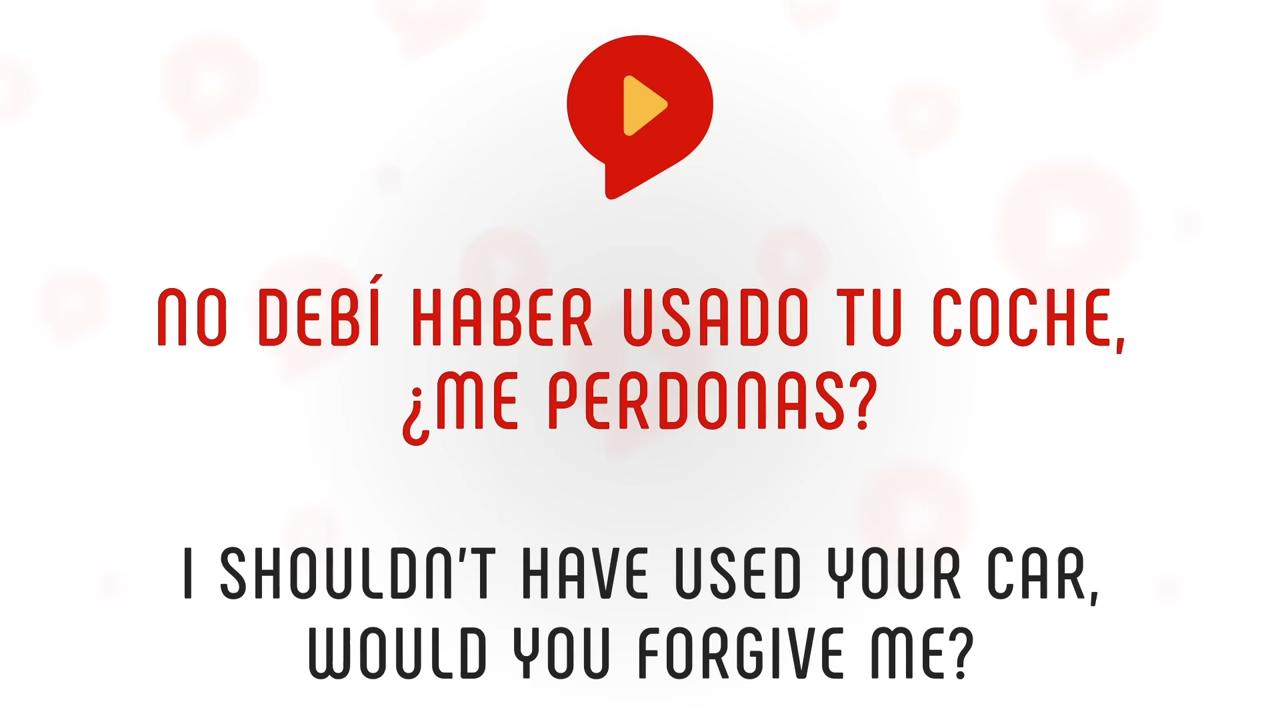 NO DEBÍ HABER USADO TU COCHE,
¿ME PERDONAS?
I SHOULDN'T HAVE USED YOUR CAR,
WOULD YOU FORGIVE ME?